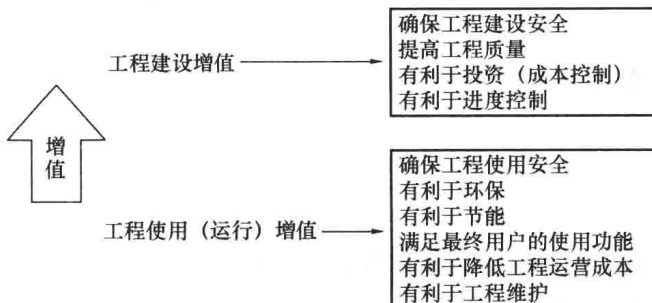 确保工程建设安全
提高工程质量
工程建设增值
有利于投资（成本控制）
有利于进度控制
增
值
确保工程使用安全
有利于环保
有利于节能
工程使用（运行）增值
满足最终用户的使用功能
有利于降低工程运营成本
有利于工程维护